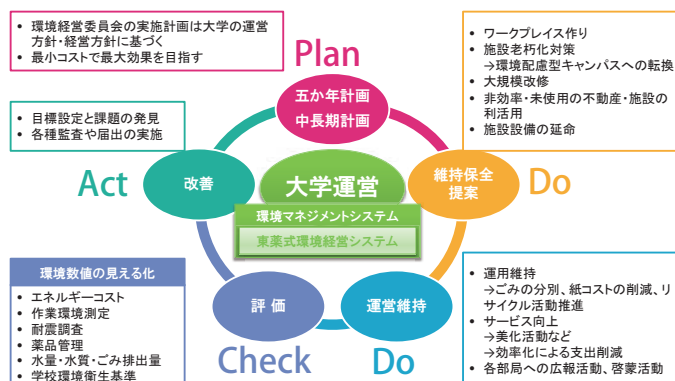 • 環境経営委員会の実施計画は大学の運営
方針・経営方針に基づく
• 最小コストで最大効果を目指す
Plan
五か年計画
中長期計画
• ワークプレイス作り
• 施設老朽化対策
→環境配慮型キャンパスへの転換
• 大規模改修
• 非効率・未使用の不動産・施設の
利活用
• 施設設備の延命
• 目標設定と課題の発見
• 各種監査や届出の実施
Act
改善
大学運営
環境マネジメントシステム
東薬式環境経営システム
維持保全
提案
Do
環境数値の見える化
• エネルギーコスト
• 作業環境測定
• 耐震調査
• 薬品管理
• 水量・水質・ごみ排出量
• 学校環境衛生基準
評価
Check
運営維持
Do
• 運用維持
→ごみの分別、紙コストの削減、リ
サイクル活動推進
• サービス向上
→美化活動など
→効率化による支出削減
• 各部局への広報活動、啓蒙活動